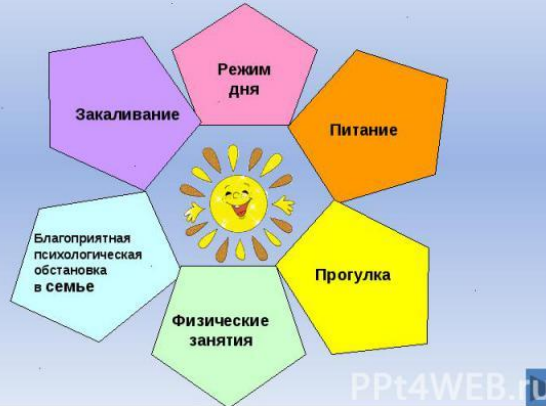 Режим
дня
Питание
Прогулка
Физические
занятия
Благоприятная
психологическая
обстановка
в семье
Закаливание
PPt4WEB.ru